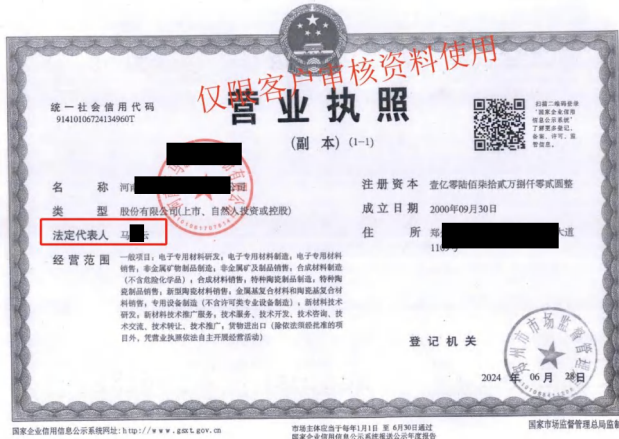 仅限客户审核资料使用
统一社会信用代码
91410106724134960T
营业执照
(副 本) (1-1)
扫描二维码登录
"国家企业信用
信息公示系统"
了解更多登记、
备案、许可、监
管信息。
名 称 河南 公司
类 型 股份有限公司(上市、自然人投资或控股)
法定代表人 马 云
经营范围 一般项目:电子专用材料研发,电子专用材料制造,电子专用材料
销售,非金属矿物制品制造,非金属矿及制品销售,合成材料制造
(不含危险化学品),合成材料销售,特种陶瓷制品制造,特种陶
瓷制品销售,新型陶瓷材料销售,金属基复合材料和陶瓷基复合材
料销售,专用设备制造(不含许可类专业设备制造),新材料技术
研发,新材料技术推广服务,技术服务、技术开发、技术咨询、技
术交流、技术转让、技术推广,货物进出口(除依法须经批准的项
目外,凭营业执照依法自主开展经营活动)
注册资本 壹亿零陆佰柒拾贰万捌仟零贰圆整
成立日期 2000年09月30日
住 所 郑 大道
登记机关
郑州市市场监督管理局
2024 年 06 月 28 日
国家企业信用信息公示系统网址:http://www.gsxt.gov.cn
市场主体应当于每年1月1日 至 6月30日通过
国家企业信用信息公示系统报送公示年度报告
国家市场监督管理总局监制